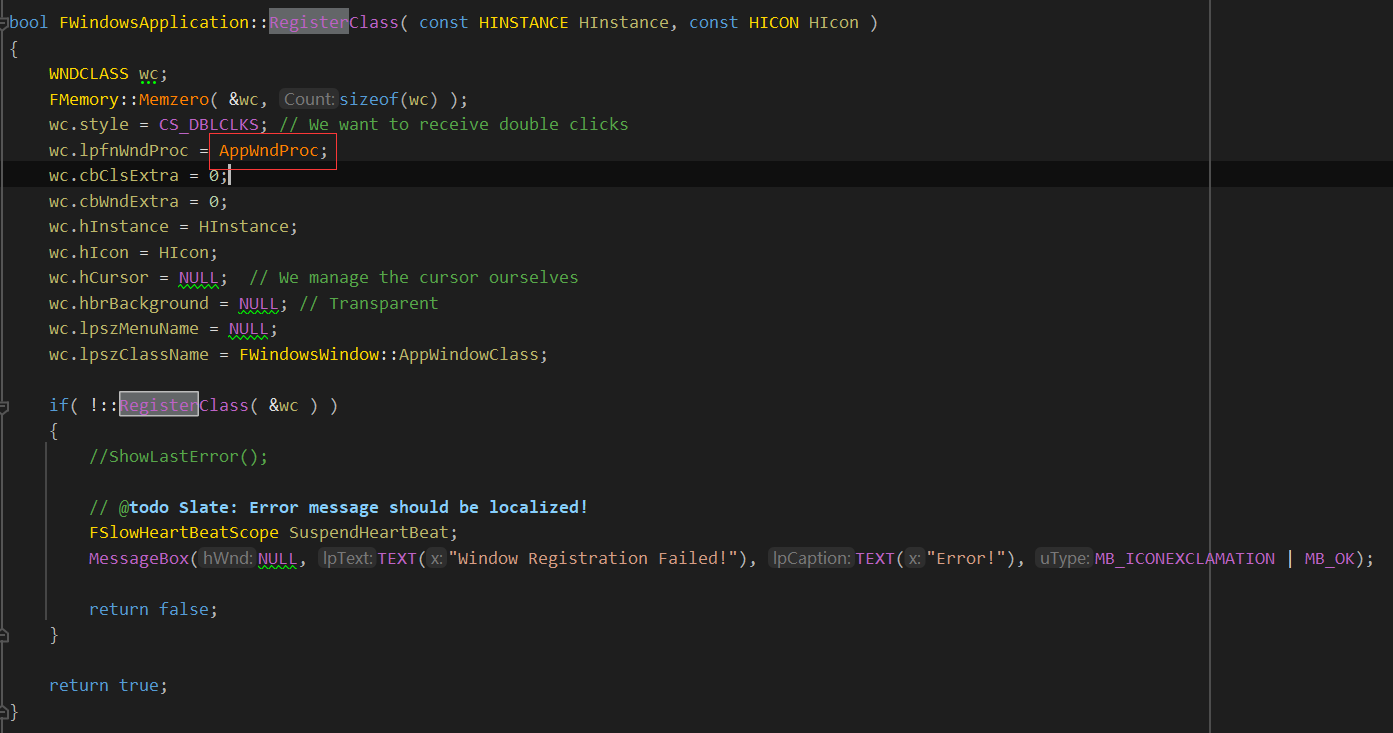 bool FWindowsApplication::RegisterClass( const HINSTANCE HInstance, const HICON HIcon )
{
    WNDCLASS wc;
    FMemory::Memzero( &wc, Count: sizeof(wc) );
    wc.style = CS_DBLCLKS; // We want to receive double clicks
    wc.lpfnWndProc = AppWndProc;
    wc.cbClsExtra = 0;
    wc.cbWndExtra = 0;
    wc.hInstance = HInstance;
    wc.hIcon = HIcon;
    wc.hCursor = NULL;  // We manage the cursor ourselves
    wc.hbrBackground = NULL; // Transparent
    wc.lpszMenuName = NULL;
    wc.lpszClassName = FWindowsWindow::AppWindowClass;
    if( !::RegisterClass( &wc ) )
    {
        //ShowLastError();
        // @todo Slate: Error message should be localized!
        FSlowHeartBeatScope SuspendHeartBeat;
        MessageBox( hWnd: NULL, lpText: TEXT( x: "Window Registration Failed!"), lpCaption: TEXT( x: "Error!"), uType: MB_ICONEXCLAMATION | MB_OK);
        return false;
    }
    return true;
}